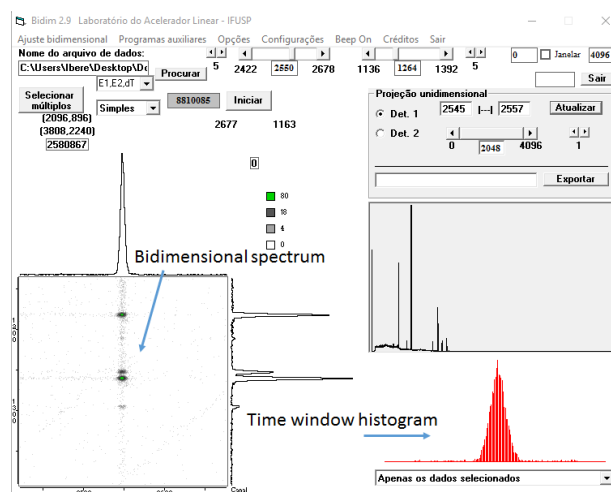 Bidim 2.9 Laboratório do Acelerador Linear - IFUSP
Ajuste bidimensional Programas auxiliares Opções Configurações Beep On Créditos Sair
Nome do arquivo de dados:
C:\Users\Ibere\Desktop\Dc
Procurar
5
2422 2550 2678
1136 1264 1392
5
0
Janelar
4096
E1,E2,dT
Sair
Selecionar múltiplos
Simples
8810085
Iniciar
(2096,896)
(3808,2240)
2580867
2677 1163
Projeção unidimensional
Det. 1
2545 |---| 2557
Atualizar
Det. 2
0 2048 4096
1
Exportar
0
80
18
4
0
Bidimensional spectrum
Time window histogram
Canal
Apenas os dados selecionados